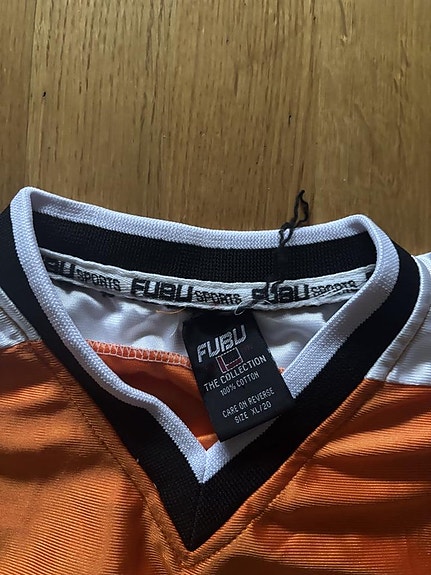 FUBU SPORTS FUBU SPORTS FUBU SPORTS
FUBU
THE COLLECTION
100% COTTON
CARE ON REVERSE
SIZE XL/20